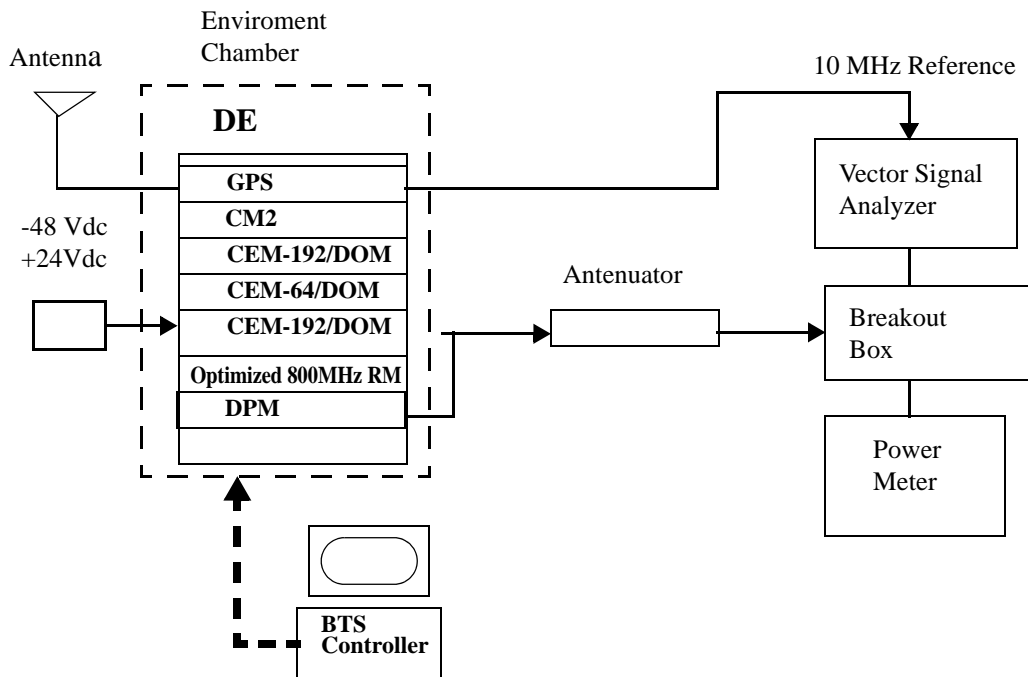 Enviroment
Chamber
Antenna
10 MHz Reference
DE
GPS
Vector Signal
Analyzer
CM2
-48 Vdc
+24Vdc
CEM-192/DOM
CEM-64/DOM
CEM-192/DOM
Antenuator
Breakout
Box
Optimized 800MHz RM
DPM
Power
Meter
BTS
Controller